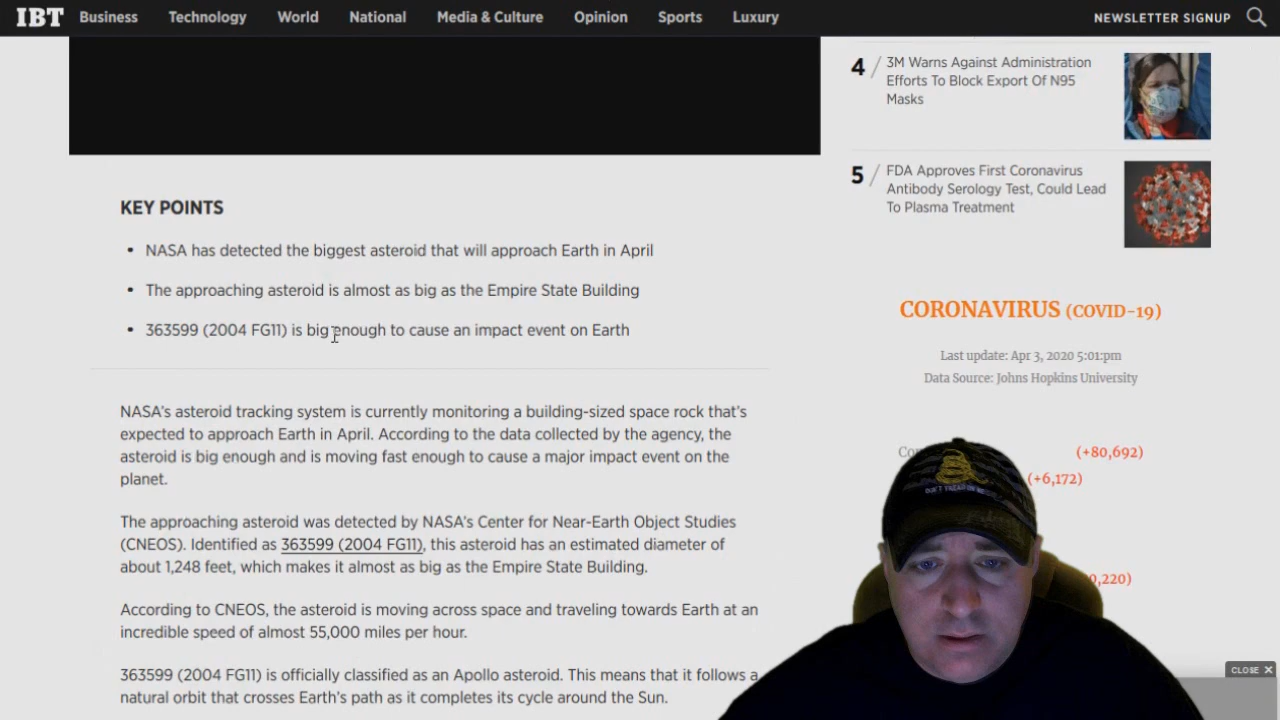 IBT Business Technology World National Media & Culture Opinion Sports Luxury NEWSLETTER SIGNUP
4 / 3M Warns Against Administration
Efforts To Block Export Of N95
Masks
5 / FDA Approves First Coronavirus
Antibody Serology Test, Could Lead
To Plasma Treatment
KEY POINTS
• NASA has detected the biggest asteroid that will approach Earth in April
• The approaching asteroid is almost as big as the Empire State Building
• 363599 (2004 FG11) is big enough to cause an impact event on Earth
NASA's asteroid tracking system is currently monitoring a building-sized space rock that's
expected to approach Earth in April. According to the data collected by the agency, the
asteroid is big enough and is moving fast enough to cause a major impact event on the
planet.
The approaching asteroid was detected by NASA's Center for Near-Earth Object Studies
(CNEOS). Identified as 363599 (2004 FG11), this asteroid has an estimated diameter of
about 1,248 feet, which makes it almost as big as the Empire State Building.
According to CNEOS, the asteroid is moving across space and traveling towards Earth at an
incredible speed of almost 55,000 miles per hour.
363599 (2004 FG11) is officially classified as an Apollo asteroid. This means that it follows a
natural orbit that crosses Earth's path as it completes its cycle around the Sun.
CORONAVIRUS (COVID-19)
Last update: Apr 3, 2020 5:01:pm
Data Source: Johns Hopkins University
(+80,692)
(+6,172)
0,220)
DON'T TREAD ON ME
CLOSE ✕